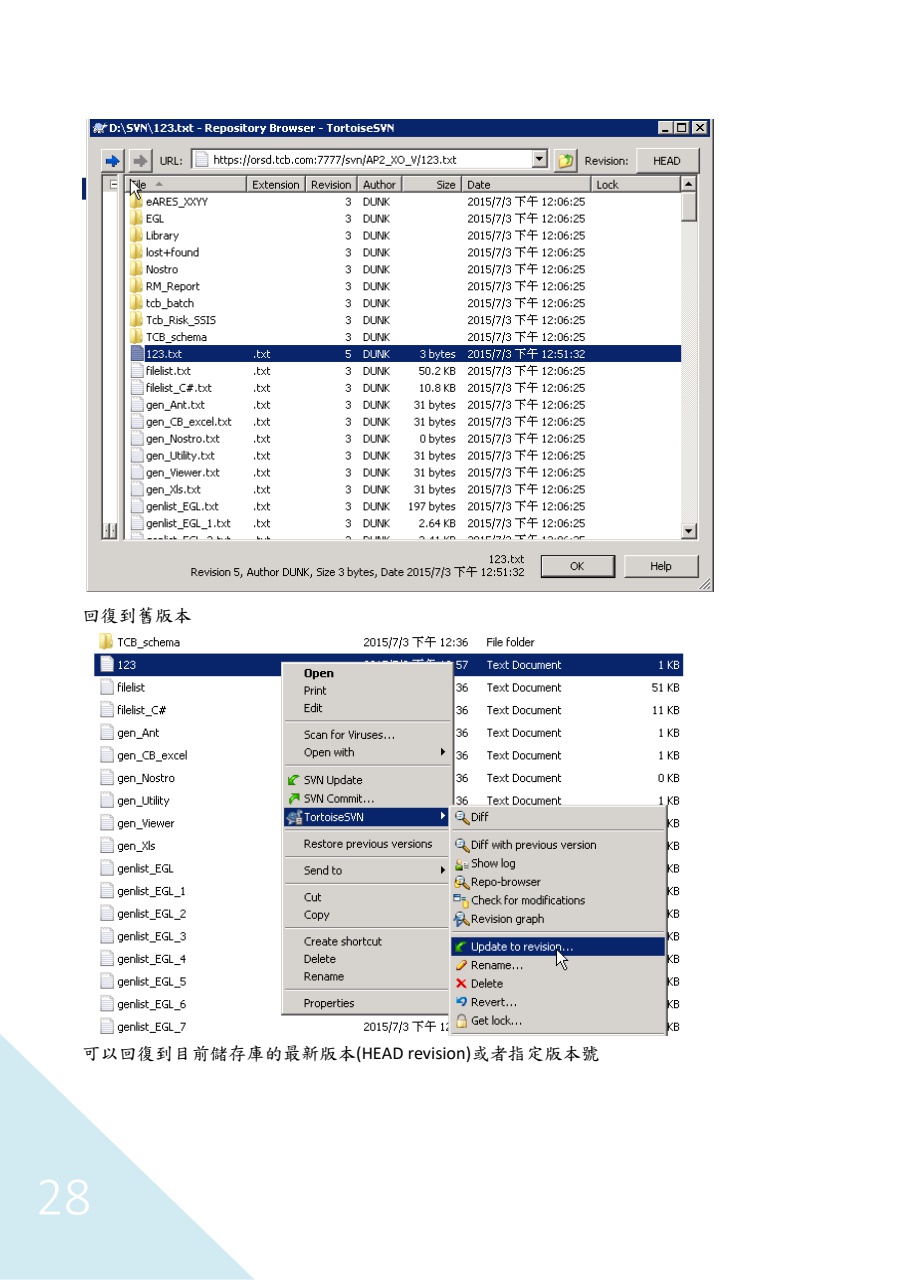 D:\SVN\123.txt - Repository Browser - TortoiseSVN
URL: https://orsd.tcb.com:7777/svn/AP2_XO_V/123.txt Revision: HEAD
File Extension Revision Author Size Date Lock
eARES_XXYY 3 DUNK 2015/7/3 下午 12:06:25
EGL 3 DUNK 2015/7/3 下午 12:06:25
Library 3 DUNK 2015/7/3 下午 12:06:25
lost+found 3 DUNK 2015/7/3 下午 12:06:25
Nostro 3 DUNK 2015/7/3 下午 12:06:25
RM_Report 3 DUNK 2015/7/3 下午 12:06:25
tcb_batch 3 DUNK 2015/7/3 下午 12:06:25
Tcb_Risk_SSIS 3 DUNK 2015/7/3 下午 12:06:25
TCB_schema 3 DUNK 2015/7/3 下午 12:06:25
123.txt .txt 5 DUNK 3 bytes 2015/7/3 下午 12:51:32
filelist.txt .txt 3 DUNK 50.2 KB 2015/7/3 下午 12:06:25
filelist_C#.txt .txt 3 DUNK 10.8 KB 2015/7/3 下午 12:06:25
gen_Ant.txt .txt 3 DUNK 31 bytes 2015/7/3 下午 12:06:25
gen_CB_excel.txt .txt 3 DUNK 31 bytes 2015/7/3 下午 12:06:25
gen_Nostro.txt .txt 3 DUNK 0 bytes 2015/7/3 下午 12:06:25
gen_Utility.txt .txt 3 DUNK 31 bytes 2015/7/3 下午 12:06:25
gen_Viewer.txt .txt 3 DUNK 31 bytes 2015/7/3 下午 12:06:25
gen_Xls.txt .txt 3 DUNK 31 bytes 2015/7/3 下午 12:06:25
genlist_EGL.txt .txt 3 DUNK 197 bytes 2015/7/3 下午 12:06:25
genlist_EGL_1.txt .txt 3 DUNK 2.64 KB 2015/7/3 下午 12:06:25
123.txt
Revision 5, Author DUNK, Size 3 bytes, Date 2015/7/3 下午 12:51:32
OK Help
回復到舊版本
TCB_schema 2015/7/3 下午 12:36 File folder
123 57 Text Document 1 KB
filelist 36 Text Document 51 KB
filelist_C# 36 Text Document 11 KB
gen_Ant 36 Text Document 1 KB
gen_CB_excel 36 Text Document 1 KB
gen_Nostro 36 Text Document 0 KB
gen_Utility 36 Text Document 1 KB
gen_Viewer KB
gen_Xls KB
genlist_EGL KB
genlist_EGL_1 KB
genlist_EGL_2 KB
genlist_EGL_3 KB
genlist_EGL_4 KB
genlist_EGL_5 KB
genlist_EGL_6 KB
genlist_EGL_7 2015/7/3 下午 12 KB
Open
Print
Edit
Scan for Viruses...
Open with
SVN Update
SVN Commit...
TortoiseSVN
Restore previous versions
Send to
Cut
Copy
Create shortcut
Delete
Rename
Properties
Diff
Diff with previous version
Show log
Repo-browser
Check for modifications
Revision graph
Update to revision...
Rename...
Delete
Revert...
Get lock...
可以回復到目前儲存庫的最新版本(HEAD revision)或者指定版本號
28